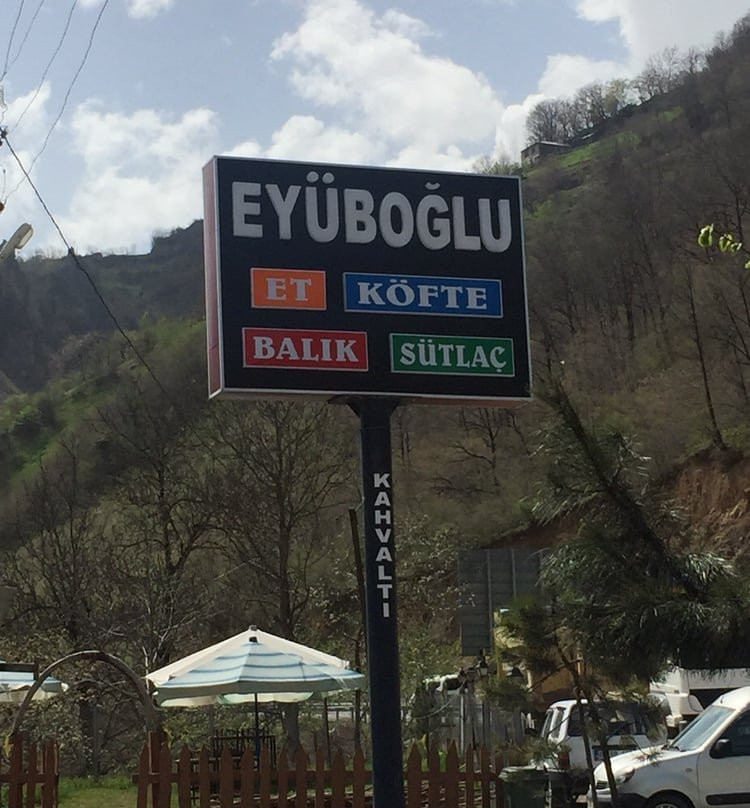 EYÜBOĞLU
ET KÖFTE
BALIK SÜTLAÇ
KAHVALTI